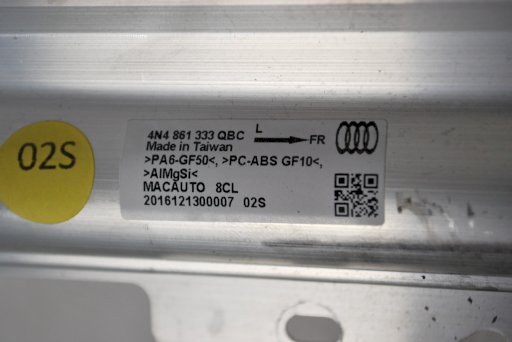 02S
4N4 861 333 QBC L FR
Made in Taiwan
>PA6-GF50<, >PC-ABS GF10<,
>AlMgSi<
MACAUTO 8CL
2016121300007 02S